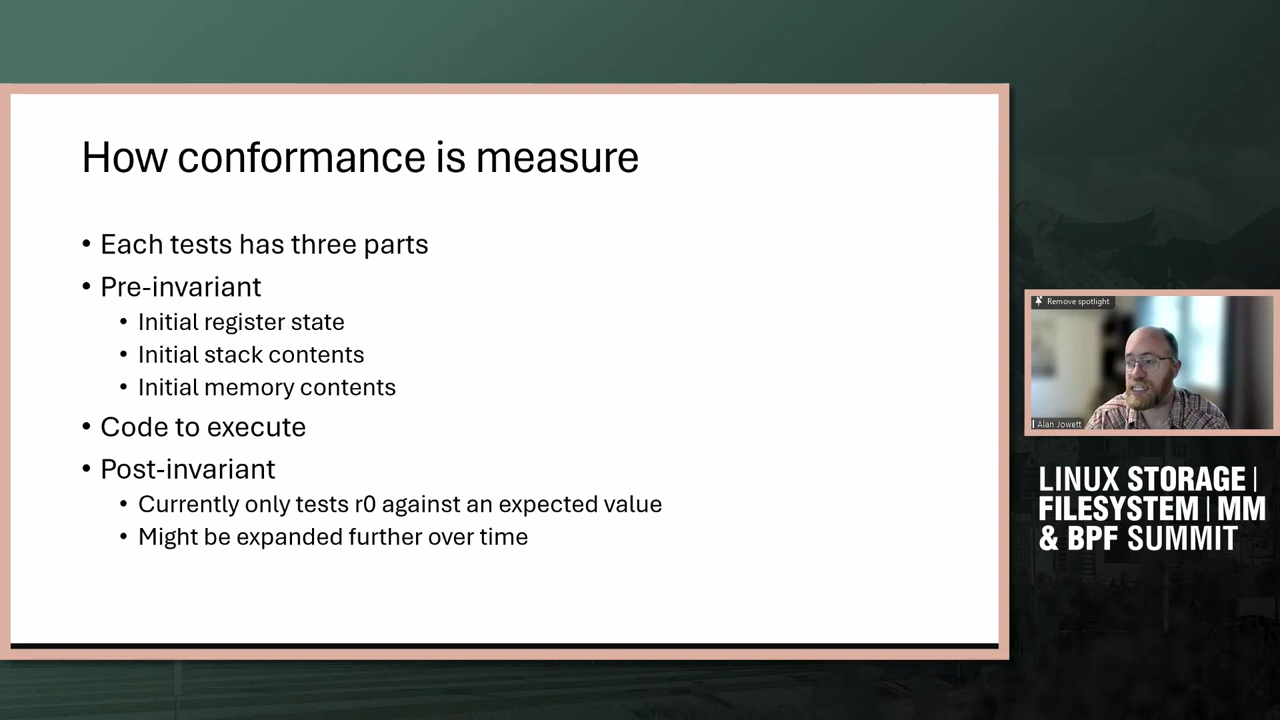 How conformance is measure
• Each tests has three parts
• Pre-invariant
• Initial register state
• Initial stack contents
• Initial memory contents
• Code to execute
• Post-invariant
• Currently only tests r0 against an expected value
• Might be expanded further over time
Remove spotlight
Alan Jowett
LINUX STORAGE |
FILESYSTEM | MM
& BPF SUMMIT